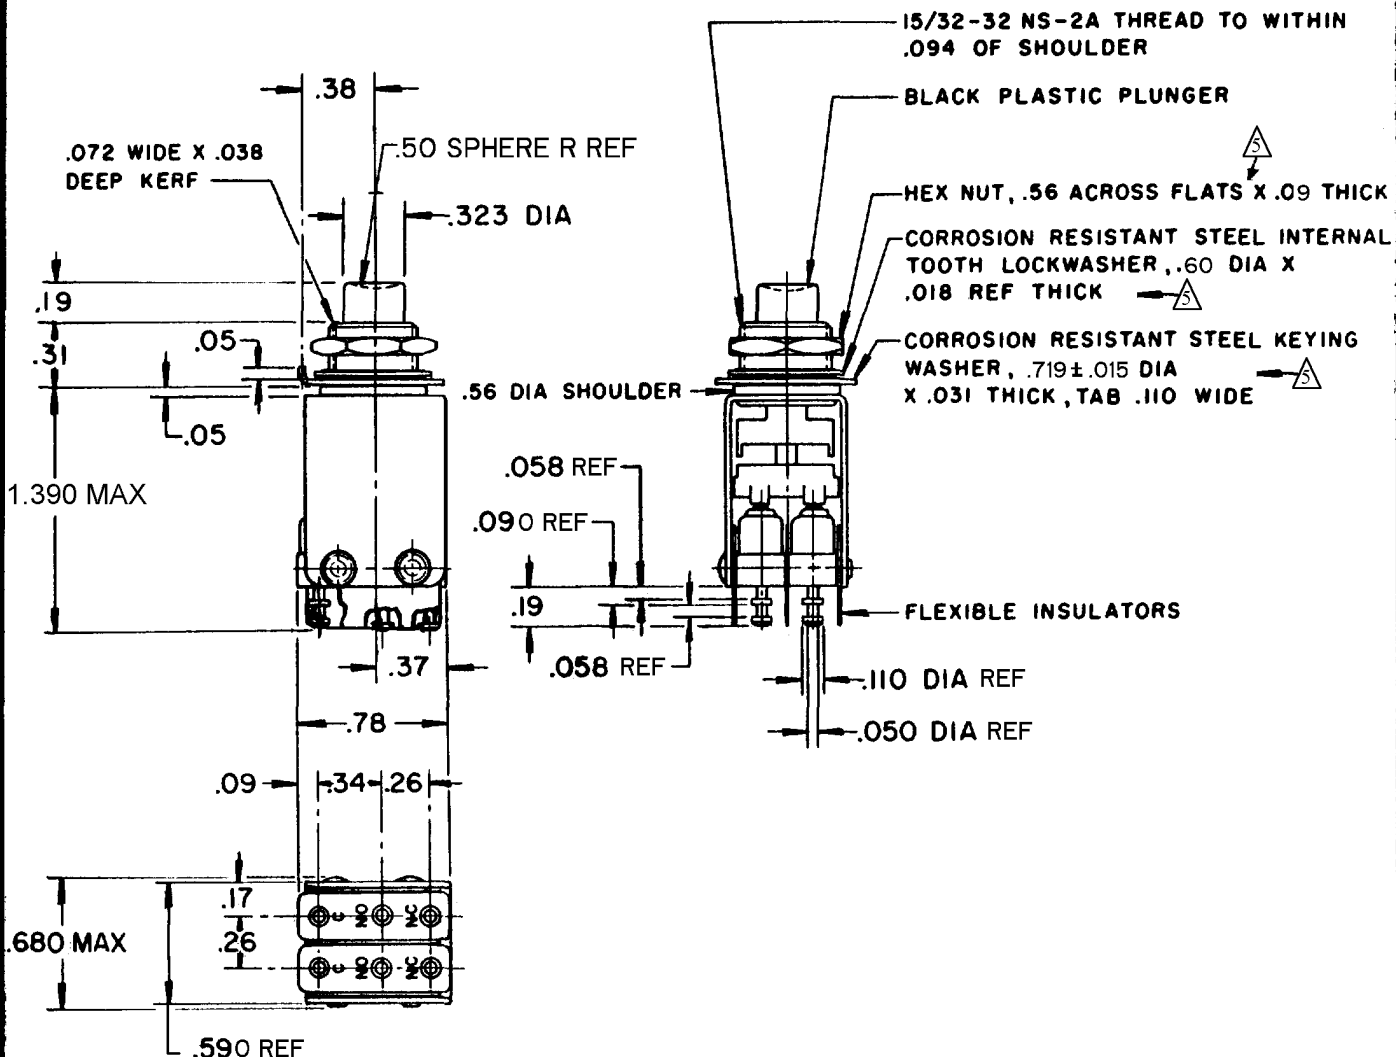 15/32-32 NS-2A THREAD TO WITHIN
.094 OF SHOULDER
.38
BLACK PLASTIC PLUNGER
.072 WIDE X .038
DEEP KERF
.50 SPHERE R REF
5
HEX NUT, .56 ACROSS FLATS X .09 THICK
.323 DIA
CORROSION RESISTANT STEEL INTERNAL
TOOTH LOCKWASHER, .60 DIA X
.018 REF THICK
5
.19
.31
.05
CORROSION RESISTANT STEEL KEYING
WASHER, .719±.015 DIA
X .031 THICK, TAB .110 WIDE
5
.56 DIA SHOULDER
.05
1.390 MAX
.058 REF
.090 REF
.19
FLEXIBLE INSULATORS
.058 REF
.37
.110 DIA REF
.78
.050 DIA REF
.09
.34
.26
.17
C NO NC
.680 MAX
.26
C NO NC
.590 REF